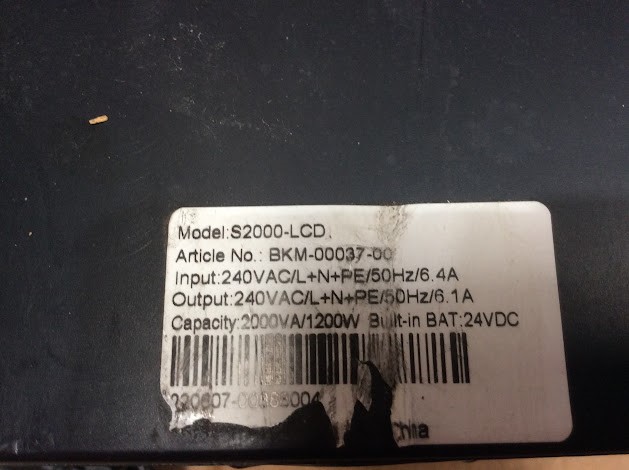 Model:S2000-LCD
Article No.: BKM-00037-00
Input:240VAC/L+N+PE/50Hz/6.4A
Output:240VAC/L+N+PE/50Hz/6.1A
Capacity:2000VA/1200W Built-in BAT:24VDC